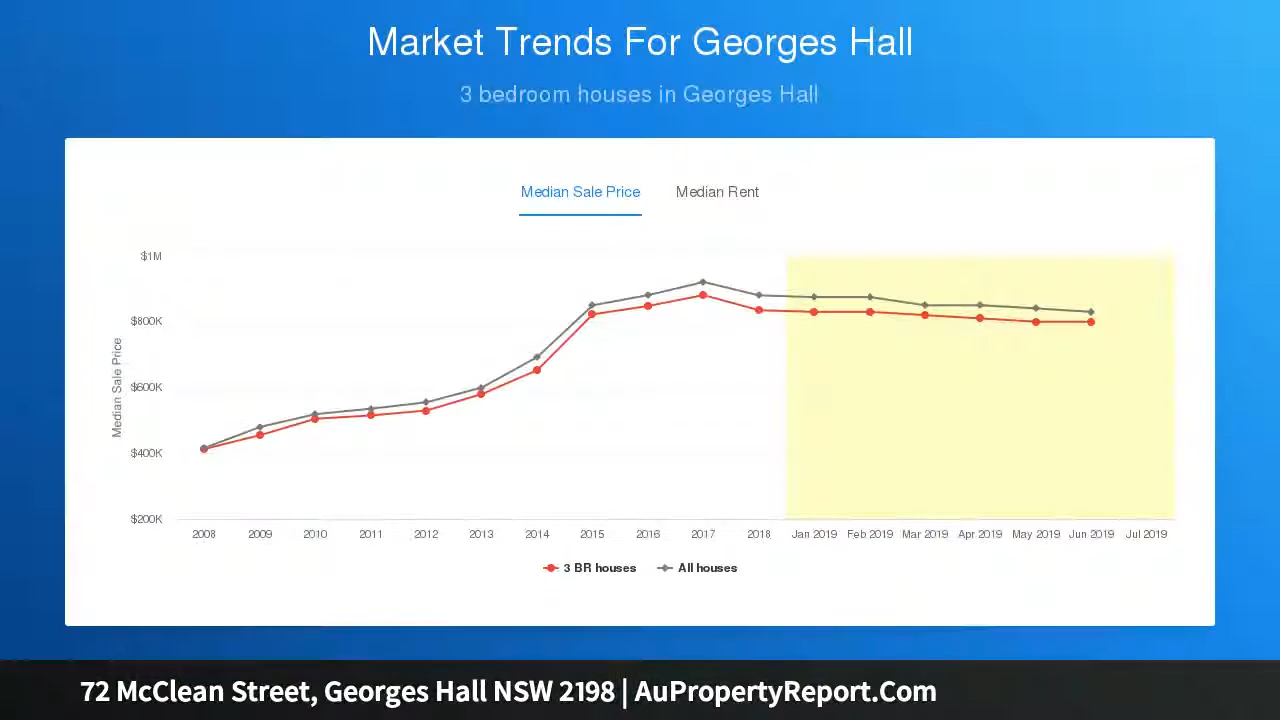 Market Trends For Georges Hall
3 bedroom houses in Georges Hall
Median Sale Price Median Rent
$1M
$800K
$600K
$400K
$200K
Median Sale Price
2008 2009 2010 2011 2012 2013 2014 2015 2016 2017 2018 Jan 2019 Feb 2019 Mar 2019 Apr 2019 May 2019 Jun 2019 Jul 2019
3 BR houses All houses
72 McClean Street, Georges Hall NSW 2198 | AuPropertyReport.Com